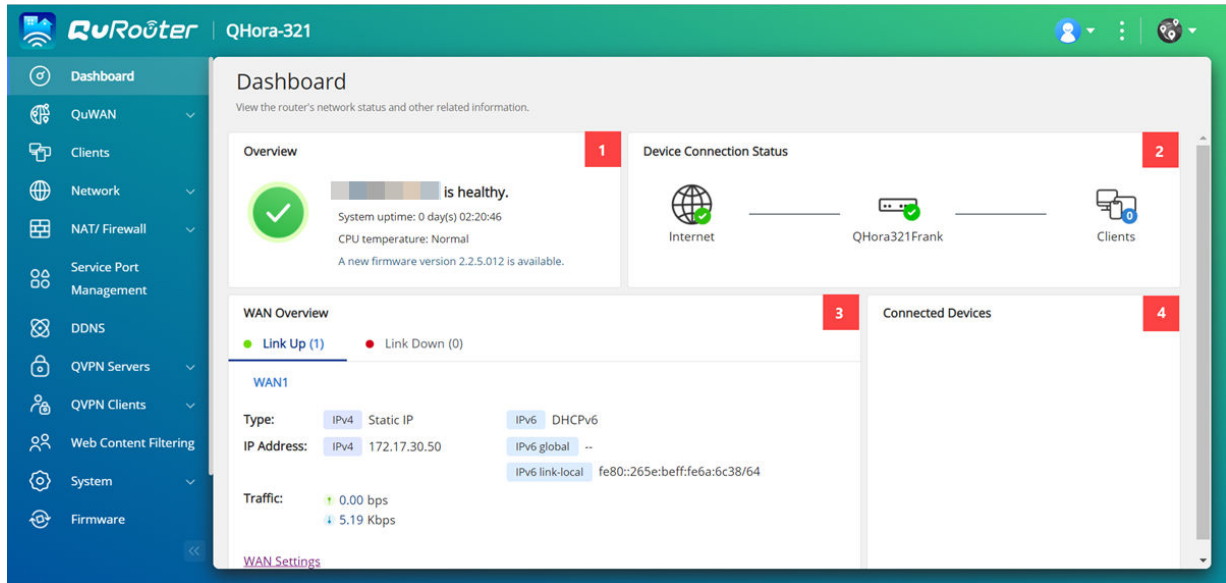 QuRouter | QHora-321
Dashboard
QuWAN
Clients
Network
NAT/ Firewall
Service Port
Management
DDNS
QVPN Servers
QVPN Clients
Web Content Filtering
System
Firmware
Dashboard
View the router's network status and other related information.
Overview 1
is healthy.
System uptime: 0 day(s) 02:20:46
CPU temperature: Normal
A new firmware version 2.2.5.012 is available.
Device Connection Status 2
0
Internet QHora321Frank Clients
WAN Overview 3
Link Up (1) Link Down (0)
WAN1
Type: IPv4 Static IP IPv6 DHCPv6
IP Address: IPv4 172.17.30.50 IPv6 global --
IPv6 link-local fe80::265e:beff:fe6a:6c38/64
Traffic: ↑ 0.00 bps
↓ 5.19 Kbps
WAN Settings
Connected Devices 4